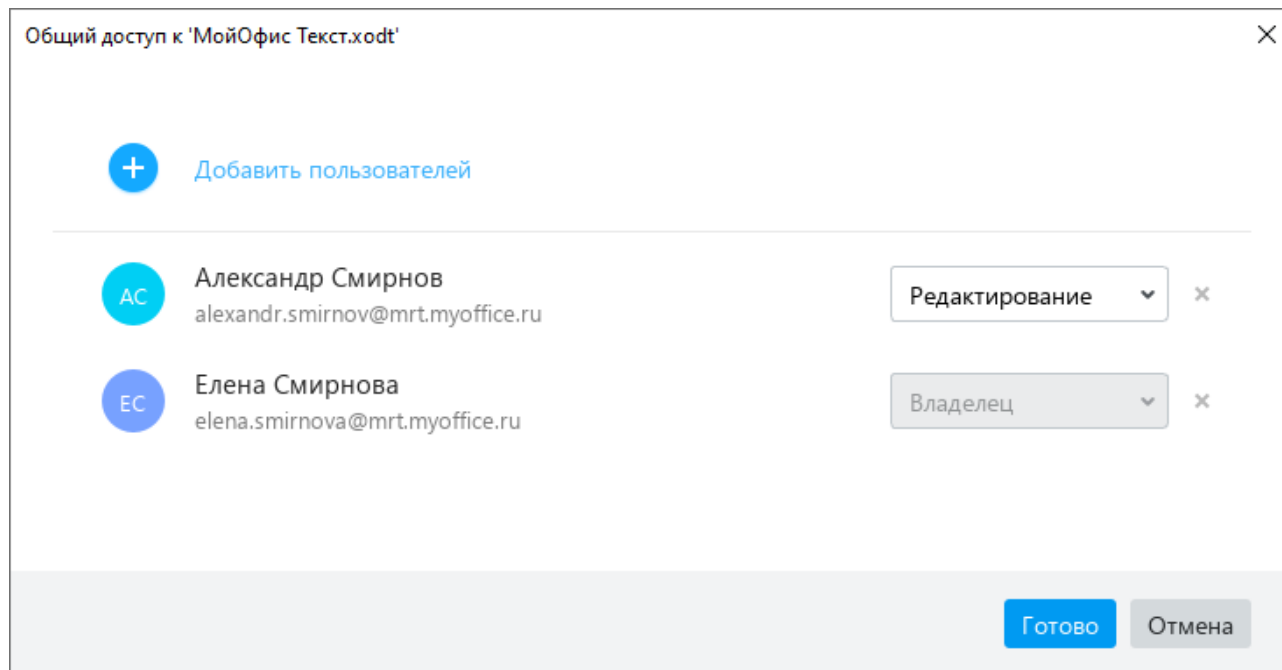 Общий доступ к 'МойОфис Текст.xodt'
Добавить пользователей
АС
Александр Смирнов
alexandr.smirnov@mrt.myoffice.ru
Редактирование
ЕС
Елена Смирнова
elena.smirnova@mrt.myoffice.ru
Владелец
Готово
Отмена